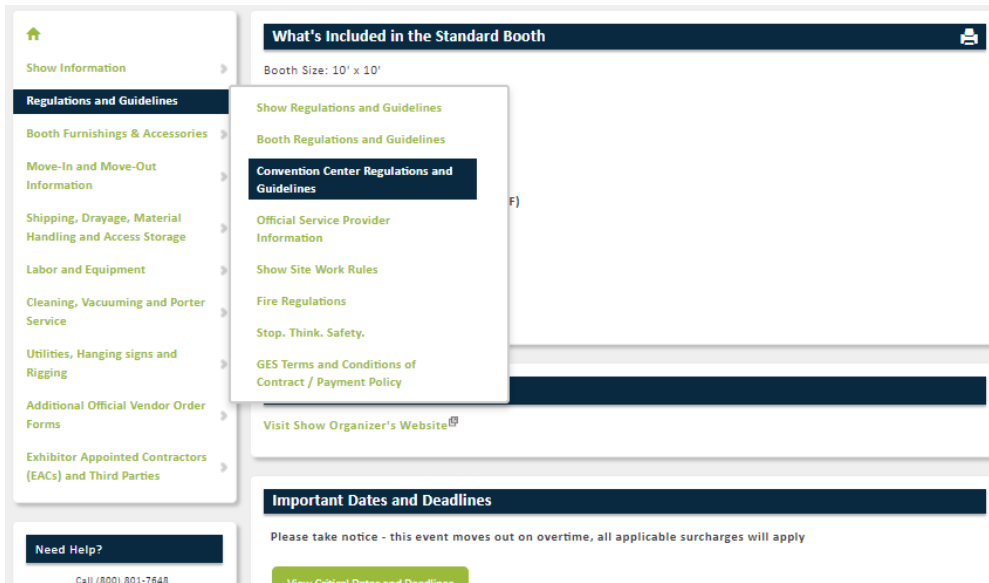 Show Information
Regulations and Guidelines
Booth Furnishings & Accessories
Move-In and Move-Out
Information
Shipping, Drayage, Material
Handling and Access Storage
Labor and Equipment
Cleaning, Vacuuming and Porter
Service
Utilities, Hanging signs and
Rigging
Additional Official Vendor Order
Forms
Exhibitor Appointed Contractors
(EACs) and Third Parties
Need Help?
Call (800) 801-7648
Show Regulations and Guidelines
Booth Regulations and Guidelines
Convention Center Regulations and
Guidelines
Official Service Provider
Information
Show Site Work Rules
Fire Regulations
Stop. Think. Safety.
GES Terms and Conditions of
Contract / Payment Policy
What's Included in the Standard Booth
Booth Size: 10' x 10'
F)
Visit Show Organizer's Website
Important Dates and Deadlines
Please take notice - this event moves out on overtime, all applicable surcharges will apply
View Critical Dates and Deadlines